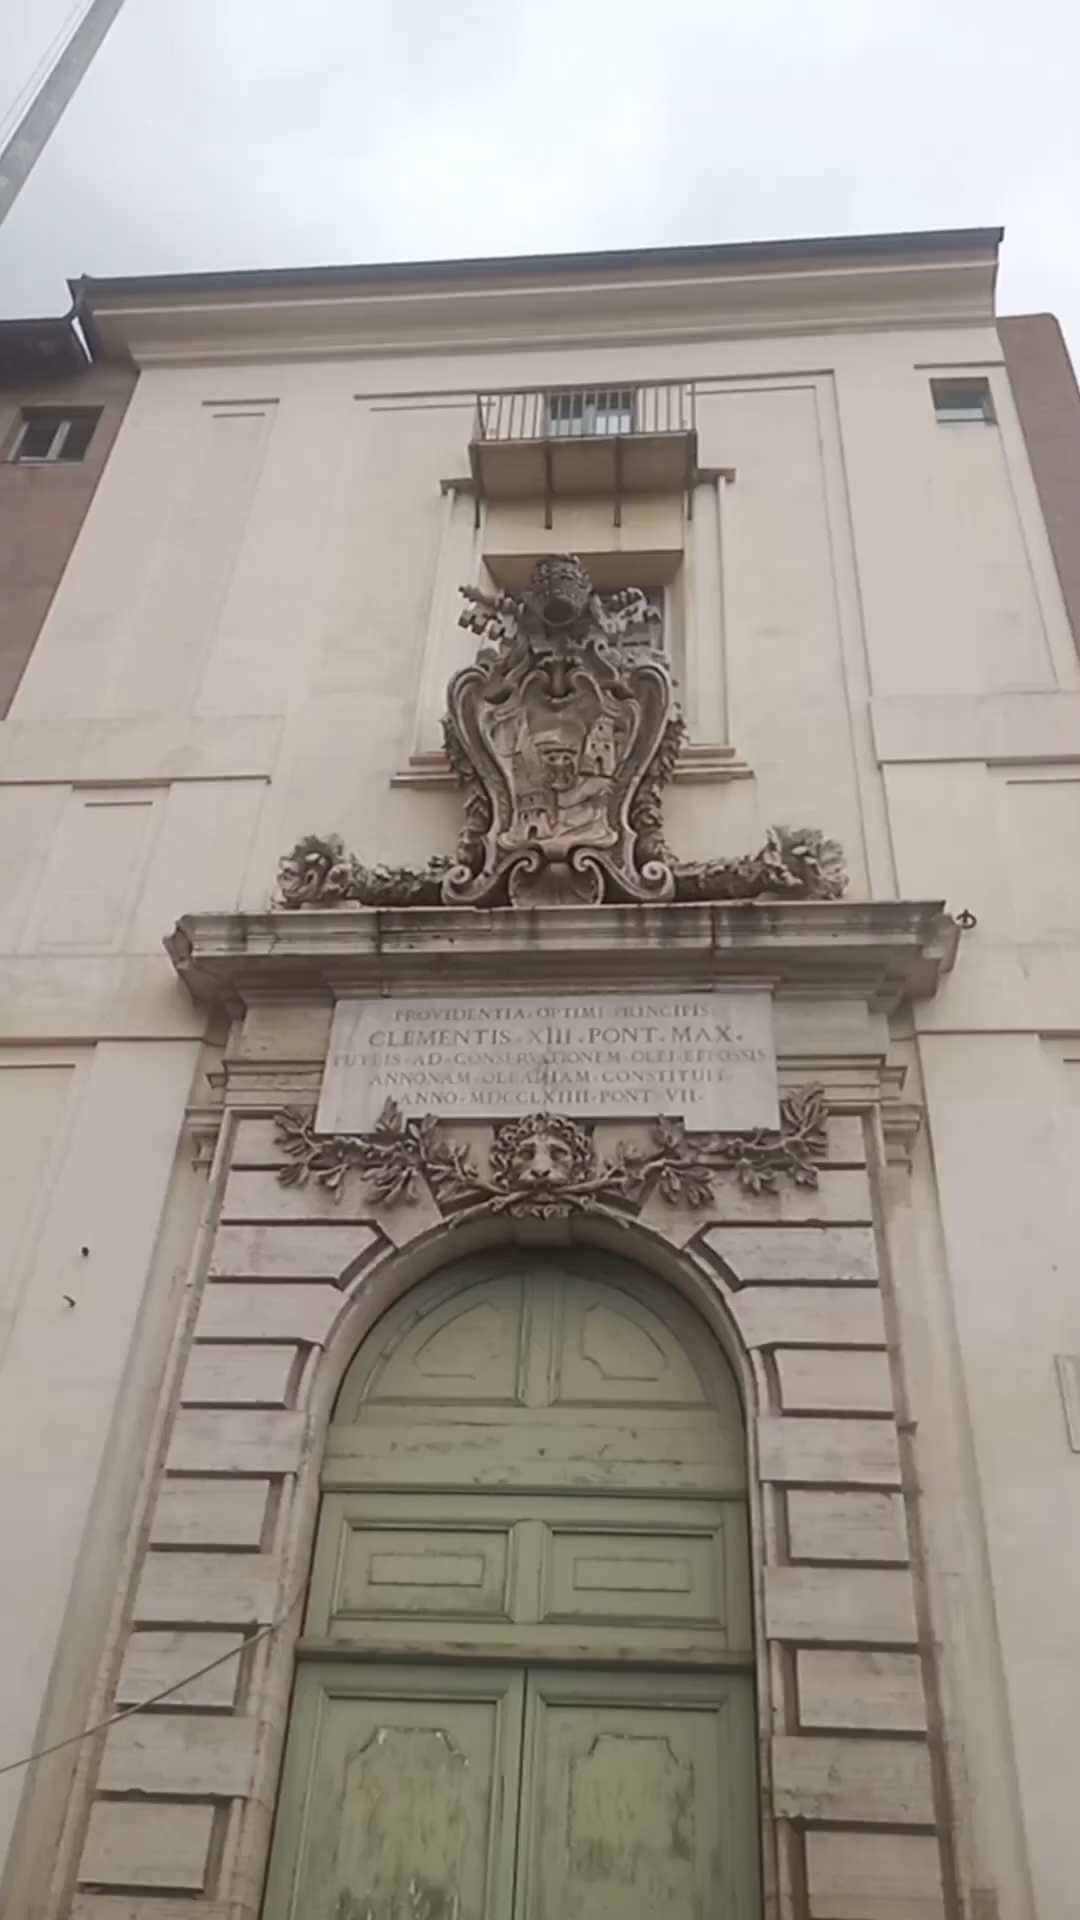 PROVIDENTIA · OPTIMI · PRINCIPIS
CLEMENTIS · XIII · PONT · MAX ·
PUTEIS · AD · CONSERVATIONEM · OLEI · EFFOSSIS
ANNONAM · OLEARIAM · CONSTITUIT ·
ANNO · MDCCLXIIII · PONT · VII ·